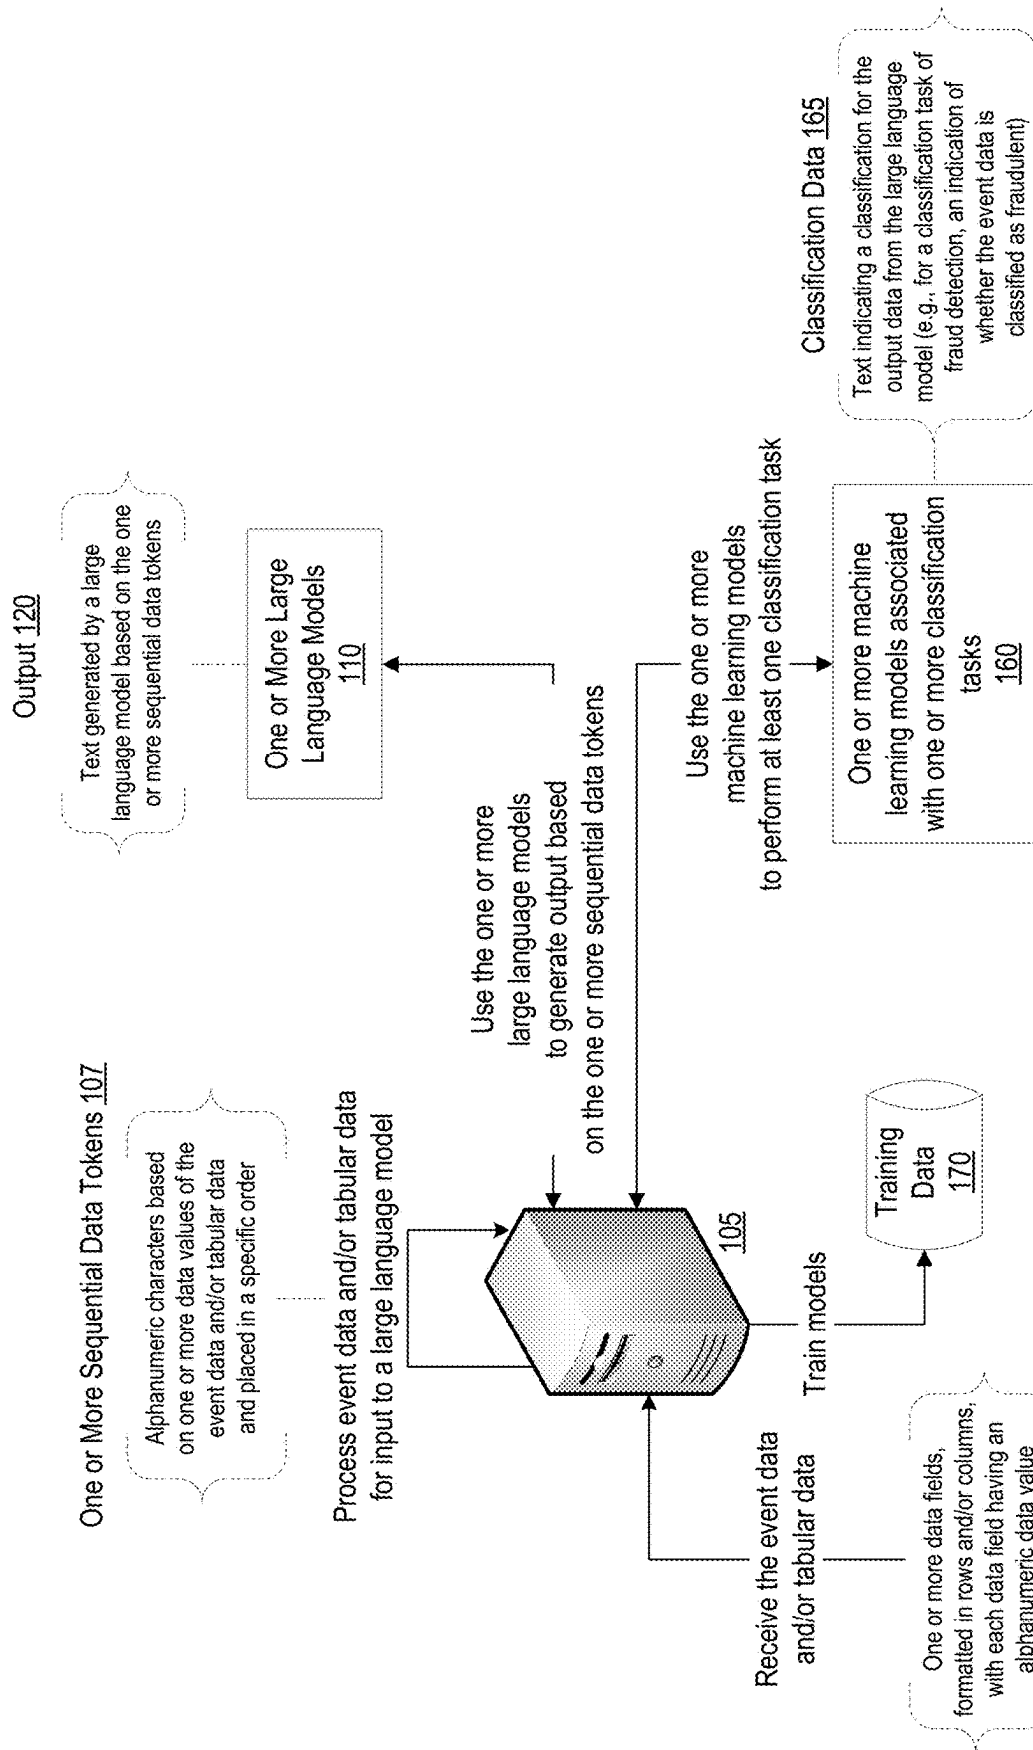 One or More Sequential Data Tokens 107
Alphanumeric characters based
on one or more data values of the
event data and/or tabular data
and placed in a specific order
Process event data and/or tabular data
for input to a large language model
Output 120
Text generated by a large
language model based on the one
or more sequential data tokens
One or More Large
Language Models
110
Use the one or more
large language models
to generate output based
on the one or more sequential data tokens
105
Receive the event data
and/or tabular data
One or more data fields,
formatted in rows and/or columns,
with each data field having an
alphanumeric data value
Train models
Training
Data
170
Use the one or more
machine learning models
to perform at least one classification task
One or more machine
learning models associated
with one or more classification
tasks
160
Classification Data 165
Text indicating a classification for the
output data from the large language
model (e.g., for a classification task of
fraud detection, an indication of
whether the event data is
classified as fraudulent)